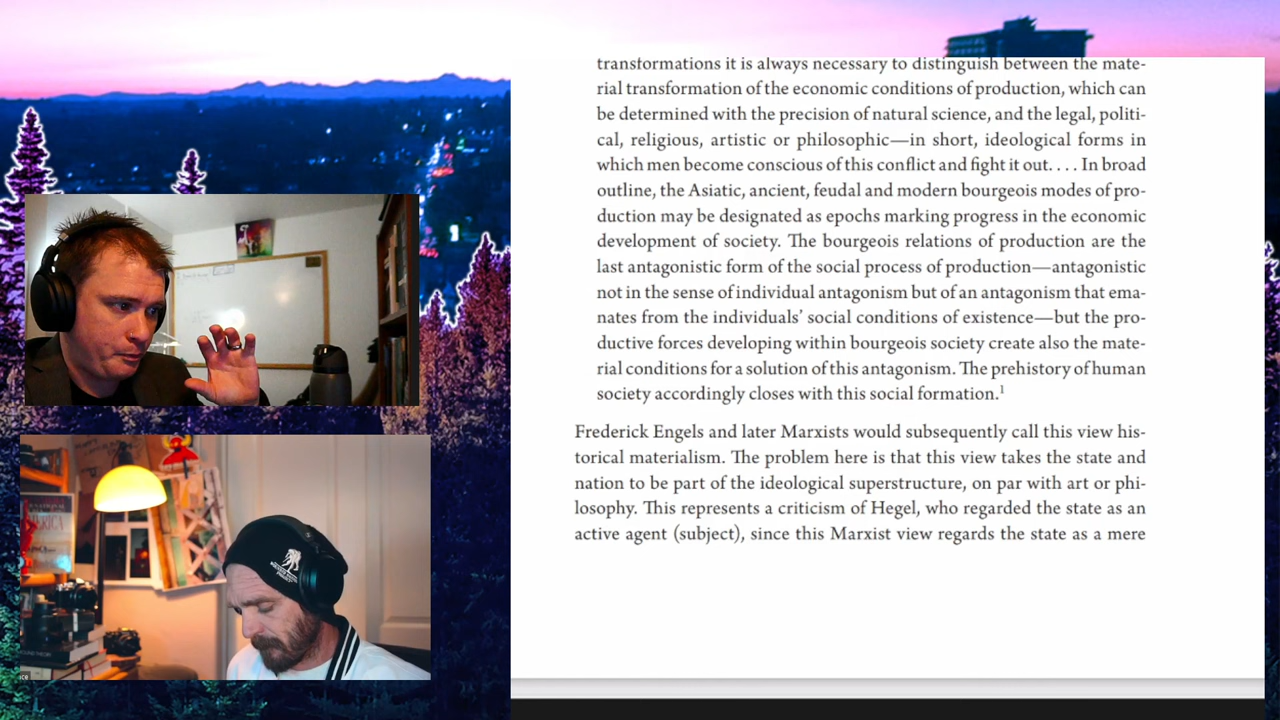 transformations it is always necessary to distinguish between the mate-
rial transformation of the economic conditions of production, which can
be determined with the precision of natural science, and the legal, politi-
cal, religious, artistic or philosophic—in short, ideological forms in
which men become conscious of this conflict and fight it out. . . . In broad
outline, the Asiatic, ancient, feudal and modern bourgeois modes of pro-
duction may be designated as epochs marking progress in the economic
development of society. The bourgeois relations of production are the
last antagonistic form of the social process of production—antagonistic
not in the sense of individual antagonism but of an antagonism that ema-
nates from the individuals’ social conditions of existence—but the pro-
ductive forces developing within bourgeois society create also the mate-
rial conditions for a solution of this antagonism. The prehistory of human
society accordingly closes with this social formation.¹
Frederick Engels and later Marxists would subsequently call this view his-
torical materialism. The problem here is that this view takes the state and
nation to be part of the ideological superstructure, on par with art or phi-
losophy. This represents a criticism of Hegel, who regarded the state as an
active agent (subject), since this Marxist view regards the state as a mere